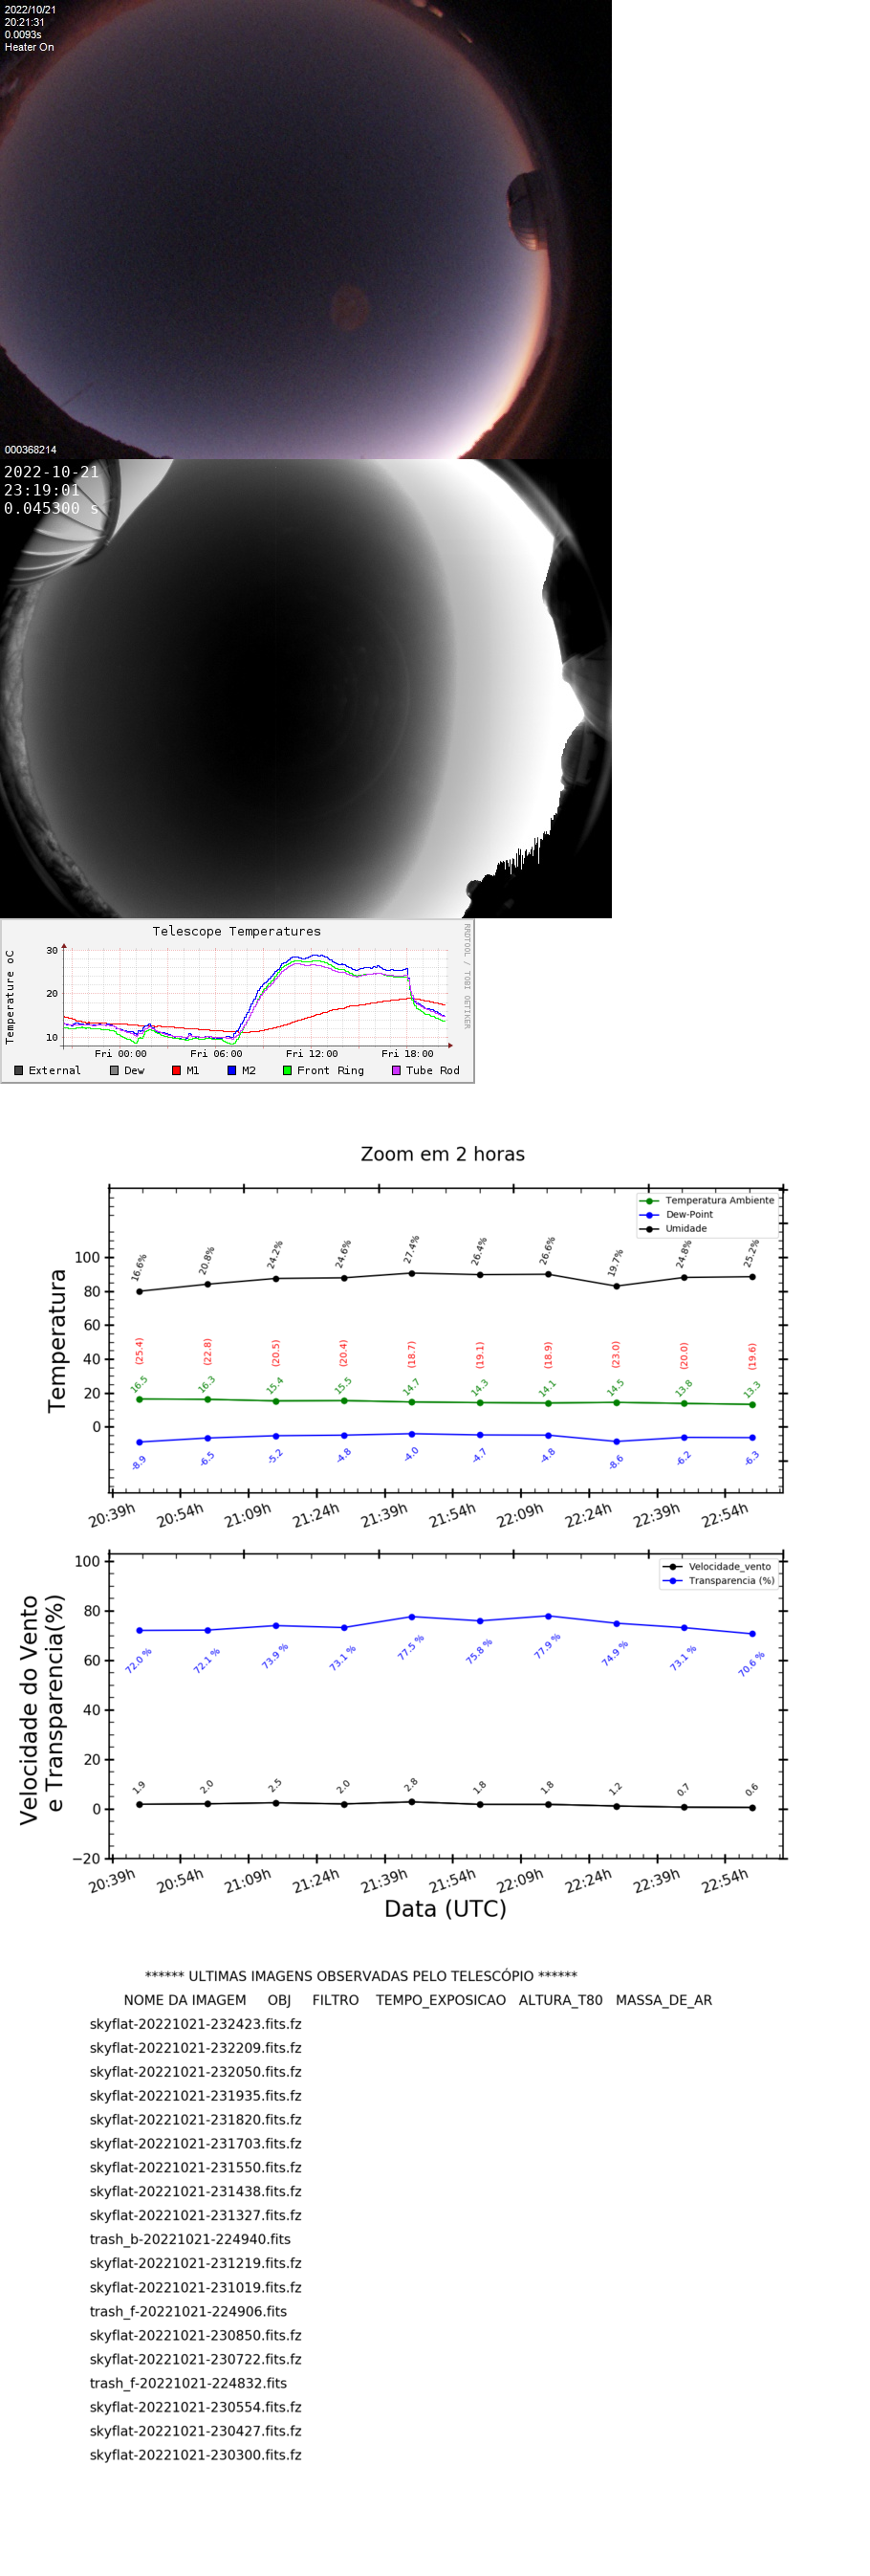 2022/10/21
20:21:31
0.0093s
Heater On
000368214
2022-10-21
23:19:01
0.045300 s
Telescope Temperatures
RRDTOOL / TOBI OETIKER
Temperature oC
30
20
10
Fri 00:00 Fri 06:00 Fri 12:00 Fri 18:00
External Dew M1 M2 Front Ring Tube Rod
Zoom em 2 horas
Temperatura Ambiente
Dew-Point
Umidade
Temperatura
100
80
60
40
20
0
16.6% 20.8% 24.2% 24.6% 27.4% 26.4% 26.6% 19.7% 24.8% 25.2%
(25.4) (22.8) (20.5) (20.4) (18.7) (19.1) (18.9) (23.0) (20.0) (19.6)
16.5 16.3 15.4 15.5 14.7 14.3 14.1 14.5 13.8 13.3
-8.9 -6.5 -5.2 -4.8 -4.0 -4.7 -4.8 -8.6 -6.2 -6.3
20:39h 20:54h 21:09h 21:24h 21:39h 21:54h 22:09h 22:24h 22:39h 22:54h
Velocidade_vento
Transparencia (%)
Velocidade do Vento
e Transparencia(%)
100
80
60
40
20
0
−20
72.0 % 72.1 % 73.9 % 73.1 % 77.5 % 75.8 % 77.9 % 74.9 % 73.1 % 70.6 %
1.9 2.0 2.5 2.0 2.8 1.8 1.8 1.2 0.7 0.6
20:39h 20:54h 21:09h 21:24h 21:39h 21:54h 22:09h 22:24h 22:39h 22:54h
Data (UTC)
****** ULTIMAS IMAGENS OBSERVADAS PELO TELESCÓPIO ******
NOME DA IMAGEM OBJ FILTRO TEMPO_EXPOSICAO ALTURA_T80 MASSA_DE_AR
skyflat-20221021-232423.fits.fz
skyflat-20221021-232209.fits.fz
skyflat-20221021-232050.fits.fz
skyflat-20221021-231935.fits.fz
skyflat-20221021-231820.fits.fz
skyflat-20221021-231703.fits.fz
skyflat-20221021-231550.fits.fz
skyflat-20221021-231438.fits.fz
skyflat-20221021-231327.fits.fz
trash_b-20221021-224940.fits
skyflat-20221021-231219.fits.fz
skyflat-20221021-231019.fits.fz
trash_f-20221021-224906.fits
skyflat-20221021-230850.fits.fz
skyflat-20221021-230722.fits.fz
trash_f-20221021-224832.fits
skyflat-20221021-230554.fits.fz
skyflat-20221021-230427.fits.fz
skyflat-20221021-230300.fits.fz